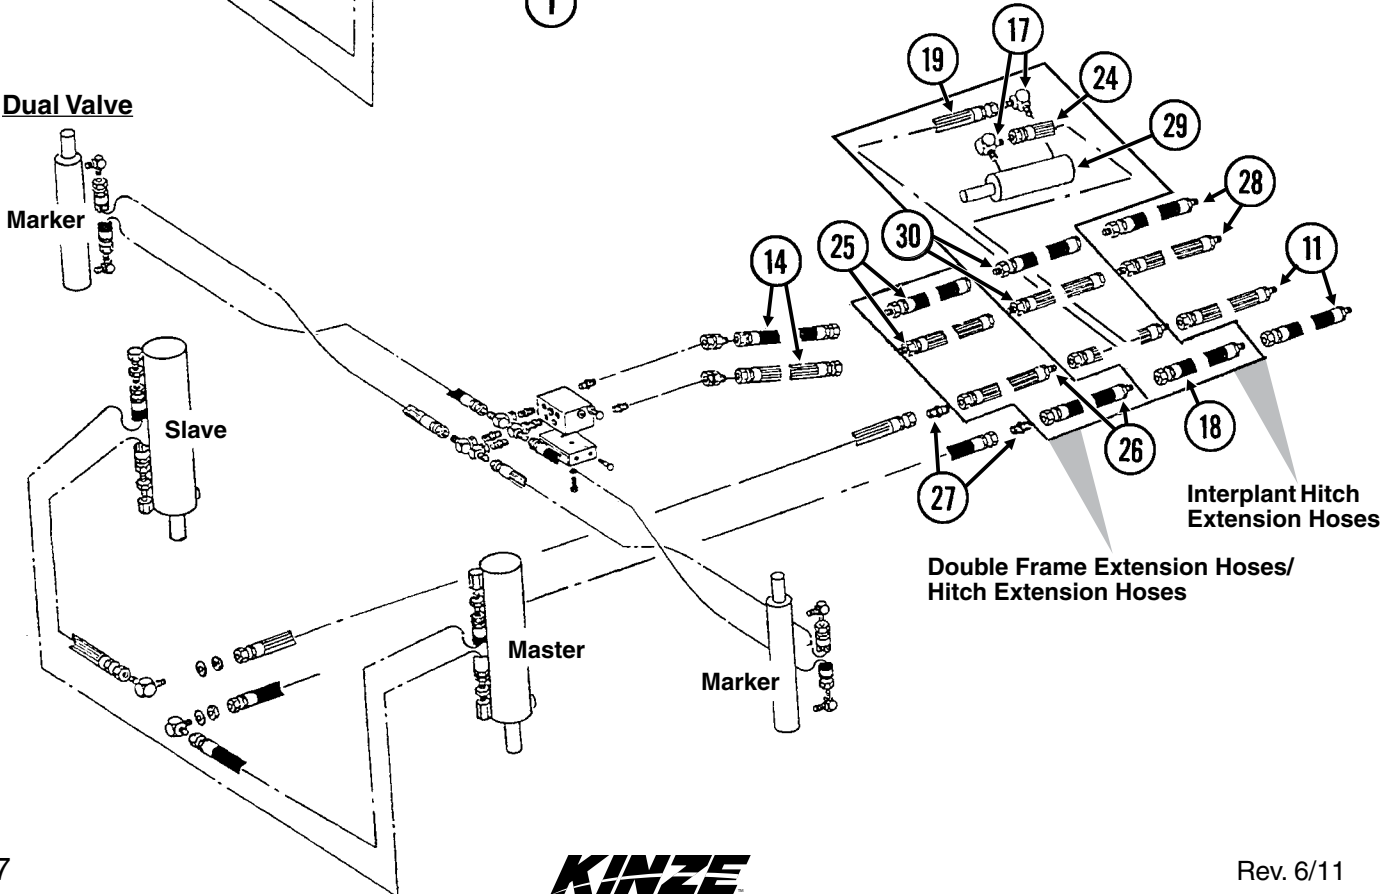 1
Dual Valve
Marker
Slave
Master
Marker
17
19
24
29
28
30
25
14
11
18
26
27
Interplant Hitch
Extension Hoses
Double Frame Extension Hoses/
Hitch Extension Hoses
7
KINZE
Rev. 6/11